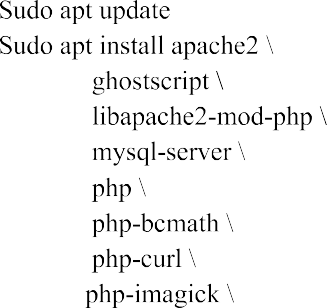 Sudo apt update
Sudo apt install apache2 \
ghostscript \
libapache2-mod-php \
mysql-server \
php \
php-bcmath \
php-curl \
php-imagick \